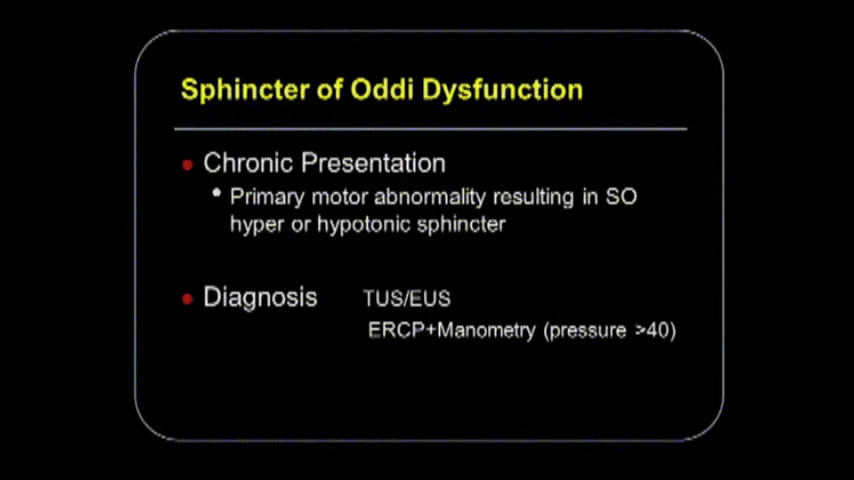 Sphincter of Oddi Dysfunction
Chronic Presentation
Primary motor abnormality resulting in SO
hyper or hypotonic sphincter
Diagnosis TUS/EUS
ERCP+Manometry (pressure >40)